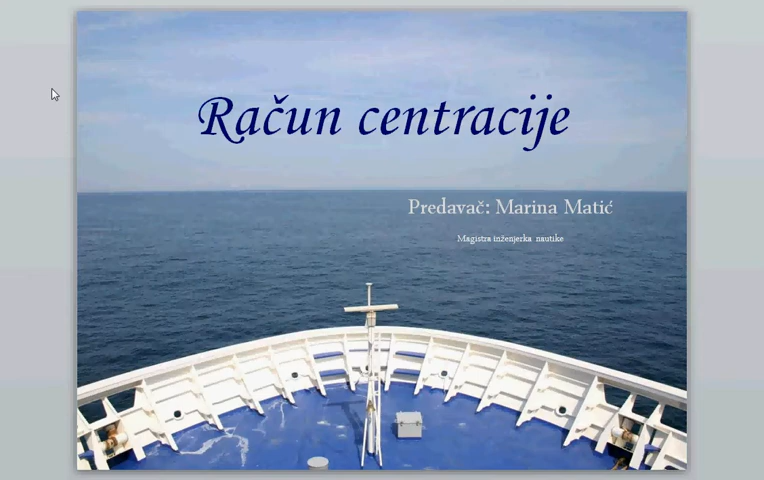 Račun centracije
Predavač: Marina Matić
Magistra inženjerka nautike